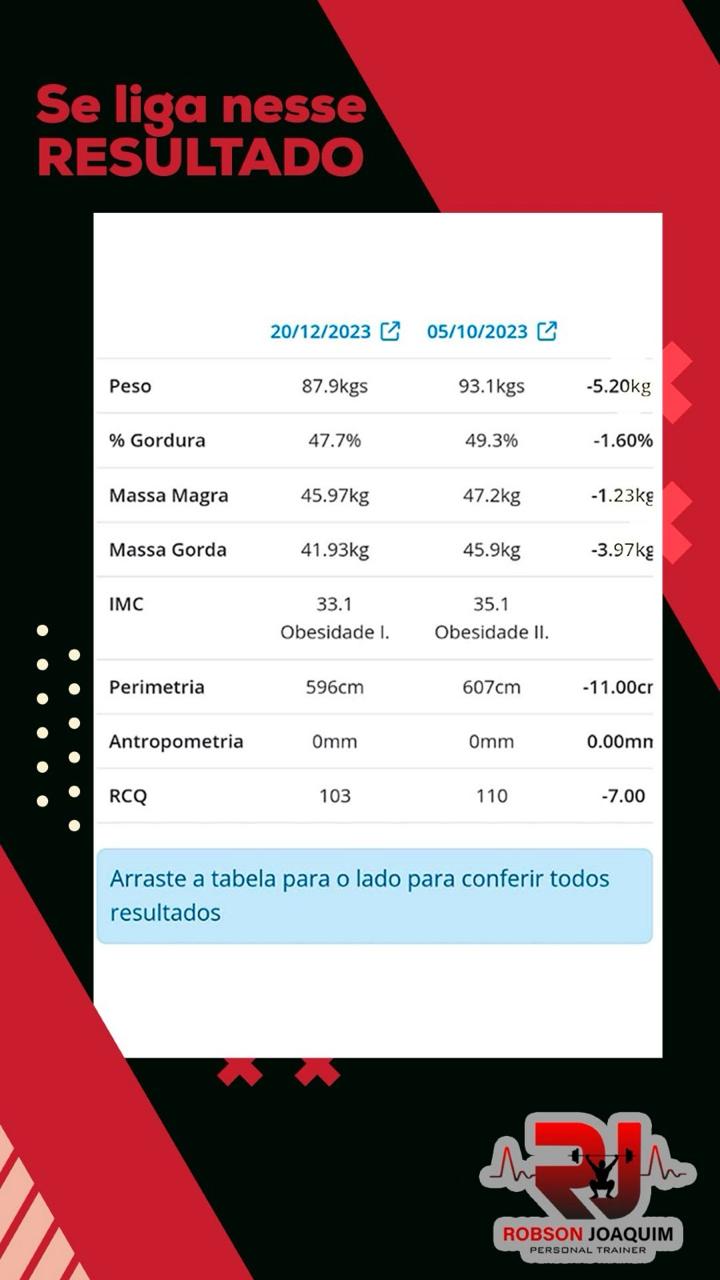 Se liga nesse
RESULTADO
20/12/2023 05/10/2023
Peso 87.9kgs 93.1kgs -5.20kg
% Gordura 47.7% 49.3% -1.60%
Massa Magra 45.97kg 47.2kg -1.23kg
Massa Gorda 41.93kg 45.9kg -3.97kg
IMC 33.1 35.1
Obesidade I. Obesidade II.
Perimetria 596cm 607cm -11.00cm
Antropometria 0mm 0mm 0.00mm
RCQ 103 110 -7.00
Arraste a tabela para o lado para conferir todos
resultados
RJ
ROBSON JOAQUIM
PERSONAL TRAINER